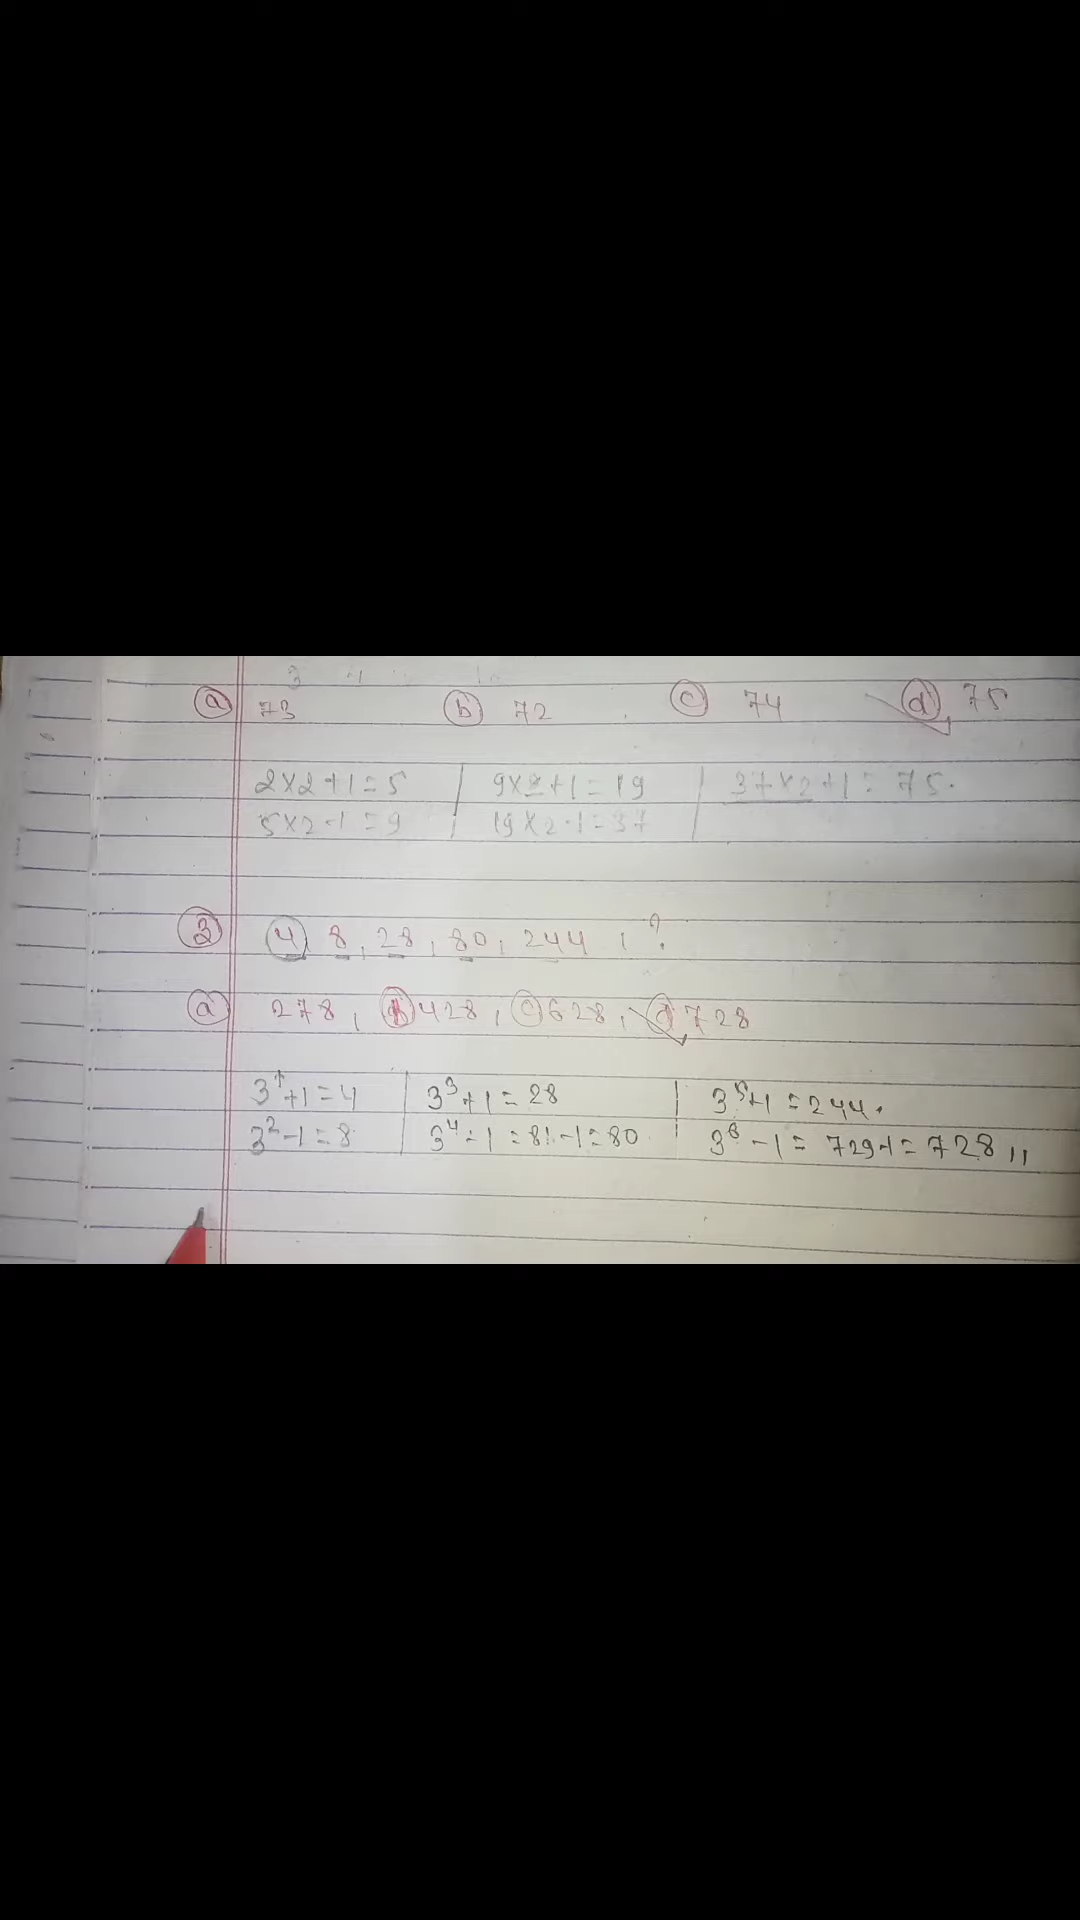 ⓐ 73 ⓑ 72 ⓒ 74 ⓓ 75
2×2+1=5 | 9×2+1=19 | 37×2+1=75.
5×2-1=9 | 19×2-1=37 |
③ 4, 8, 28, 80, 244, ?
ⓐ 278, ⓑ 428, ⓒ 628, ⓓ 728
3¹+1=4 | 3³+1=28 | 3⁵+1=244.
3²-1=8 | 3⁴-1=81-1=80 | 3⁶-1=729-1=728 ,,